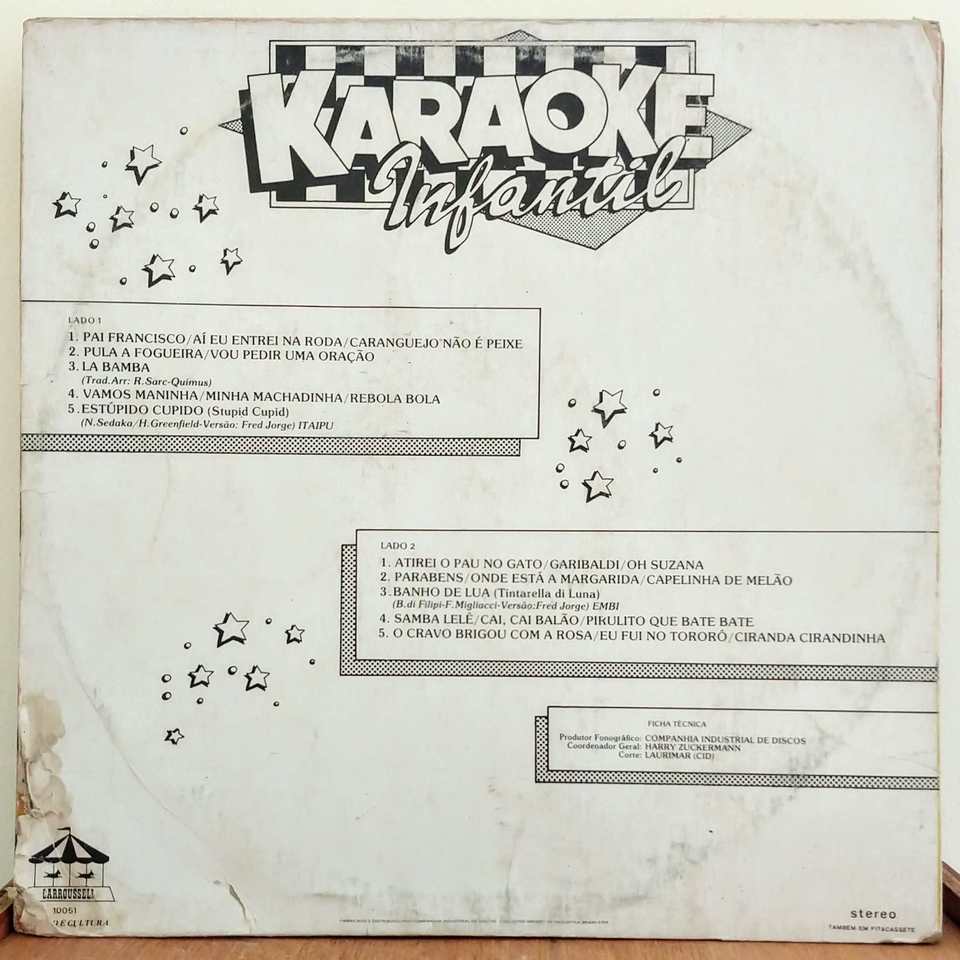 KARAOKE
Infantil
LADO 1
1. PAI FRANCISCO/AÍ EU ENTREI NA RODA/CARANGUEJO NÃO É PEIXE
2. PULA A FOGUEIRA/VOU PEDIR UMA ORAÇÃO
3. LA BAMBA
(Trad.Arr: R.Sarc-Quimus)
4. VAMOS MANINHA/MINHA MACHADINHA/REBOLA BOLA
5. ESTÚPIDO CUPIDO (Stupid Cupid)
(N.Sedaka/H.Greenfield-Versão: Fred Jorge) ITAIPU
LADO 2
1. ATIREI O PAU NO GATO/GARIBALDI/OH SUZANA
2. PARABENS/ONDE ESTÁ A MARGARIDA/CAPELINHA DE MELÃO
3. BANHO DE LUA (Tintarella di Luna)
(B.di Filipi-F.Migliacci-Versão:Fred Jorge) EMBI
4. SAMBA LELÊ/CAI, CAI BALÃO/PIRULITO QUE BATE BATE
5. O CRAVO BRIGOU COM A ROSA/EU FUI NO TORORÓ/CIRANDA CIRANDINHA
FICHA TÉCNICA
Produtor Fonográfico: COMPANHIA INDUSTRIAL DE DISCOS
Coordenador Geral: HARRY ZUCKERMANN
Corte: LAURIMAR (CID)
CARROUSSELL
10051
É CULTURA
stereo
TAMBÉM EM FITACASSETE